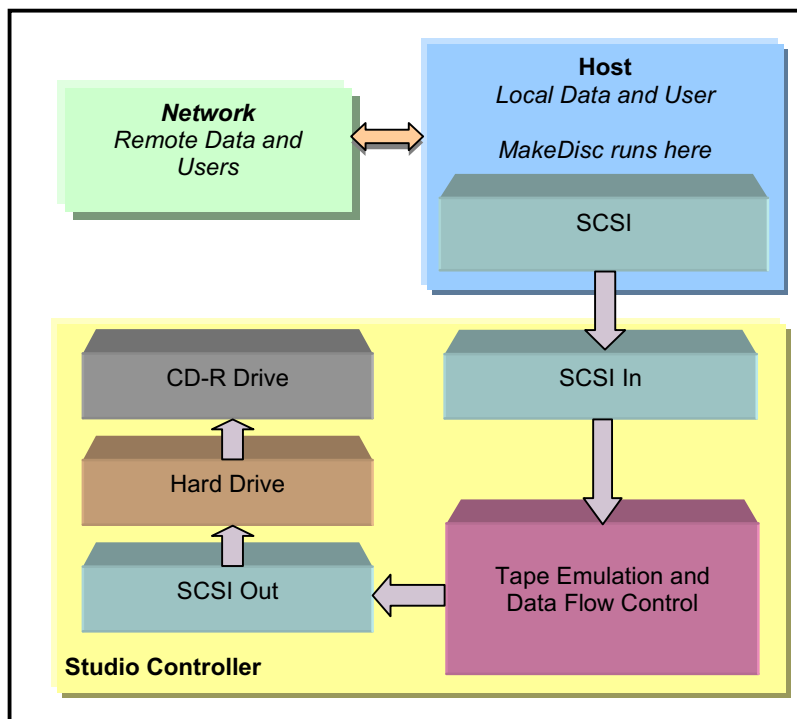 Network
Remote Data and
Users
Host
Local Data and User
MakeDisc runs here
SCSI
CD-R Drive
SCSI In
Hard Drive
Tape Emulation and
Data Flow Control
SCSI Out
Studio Controller